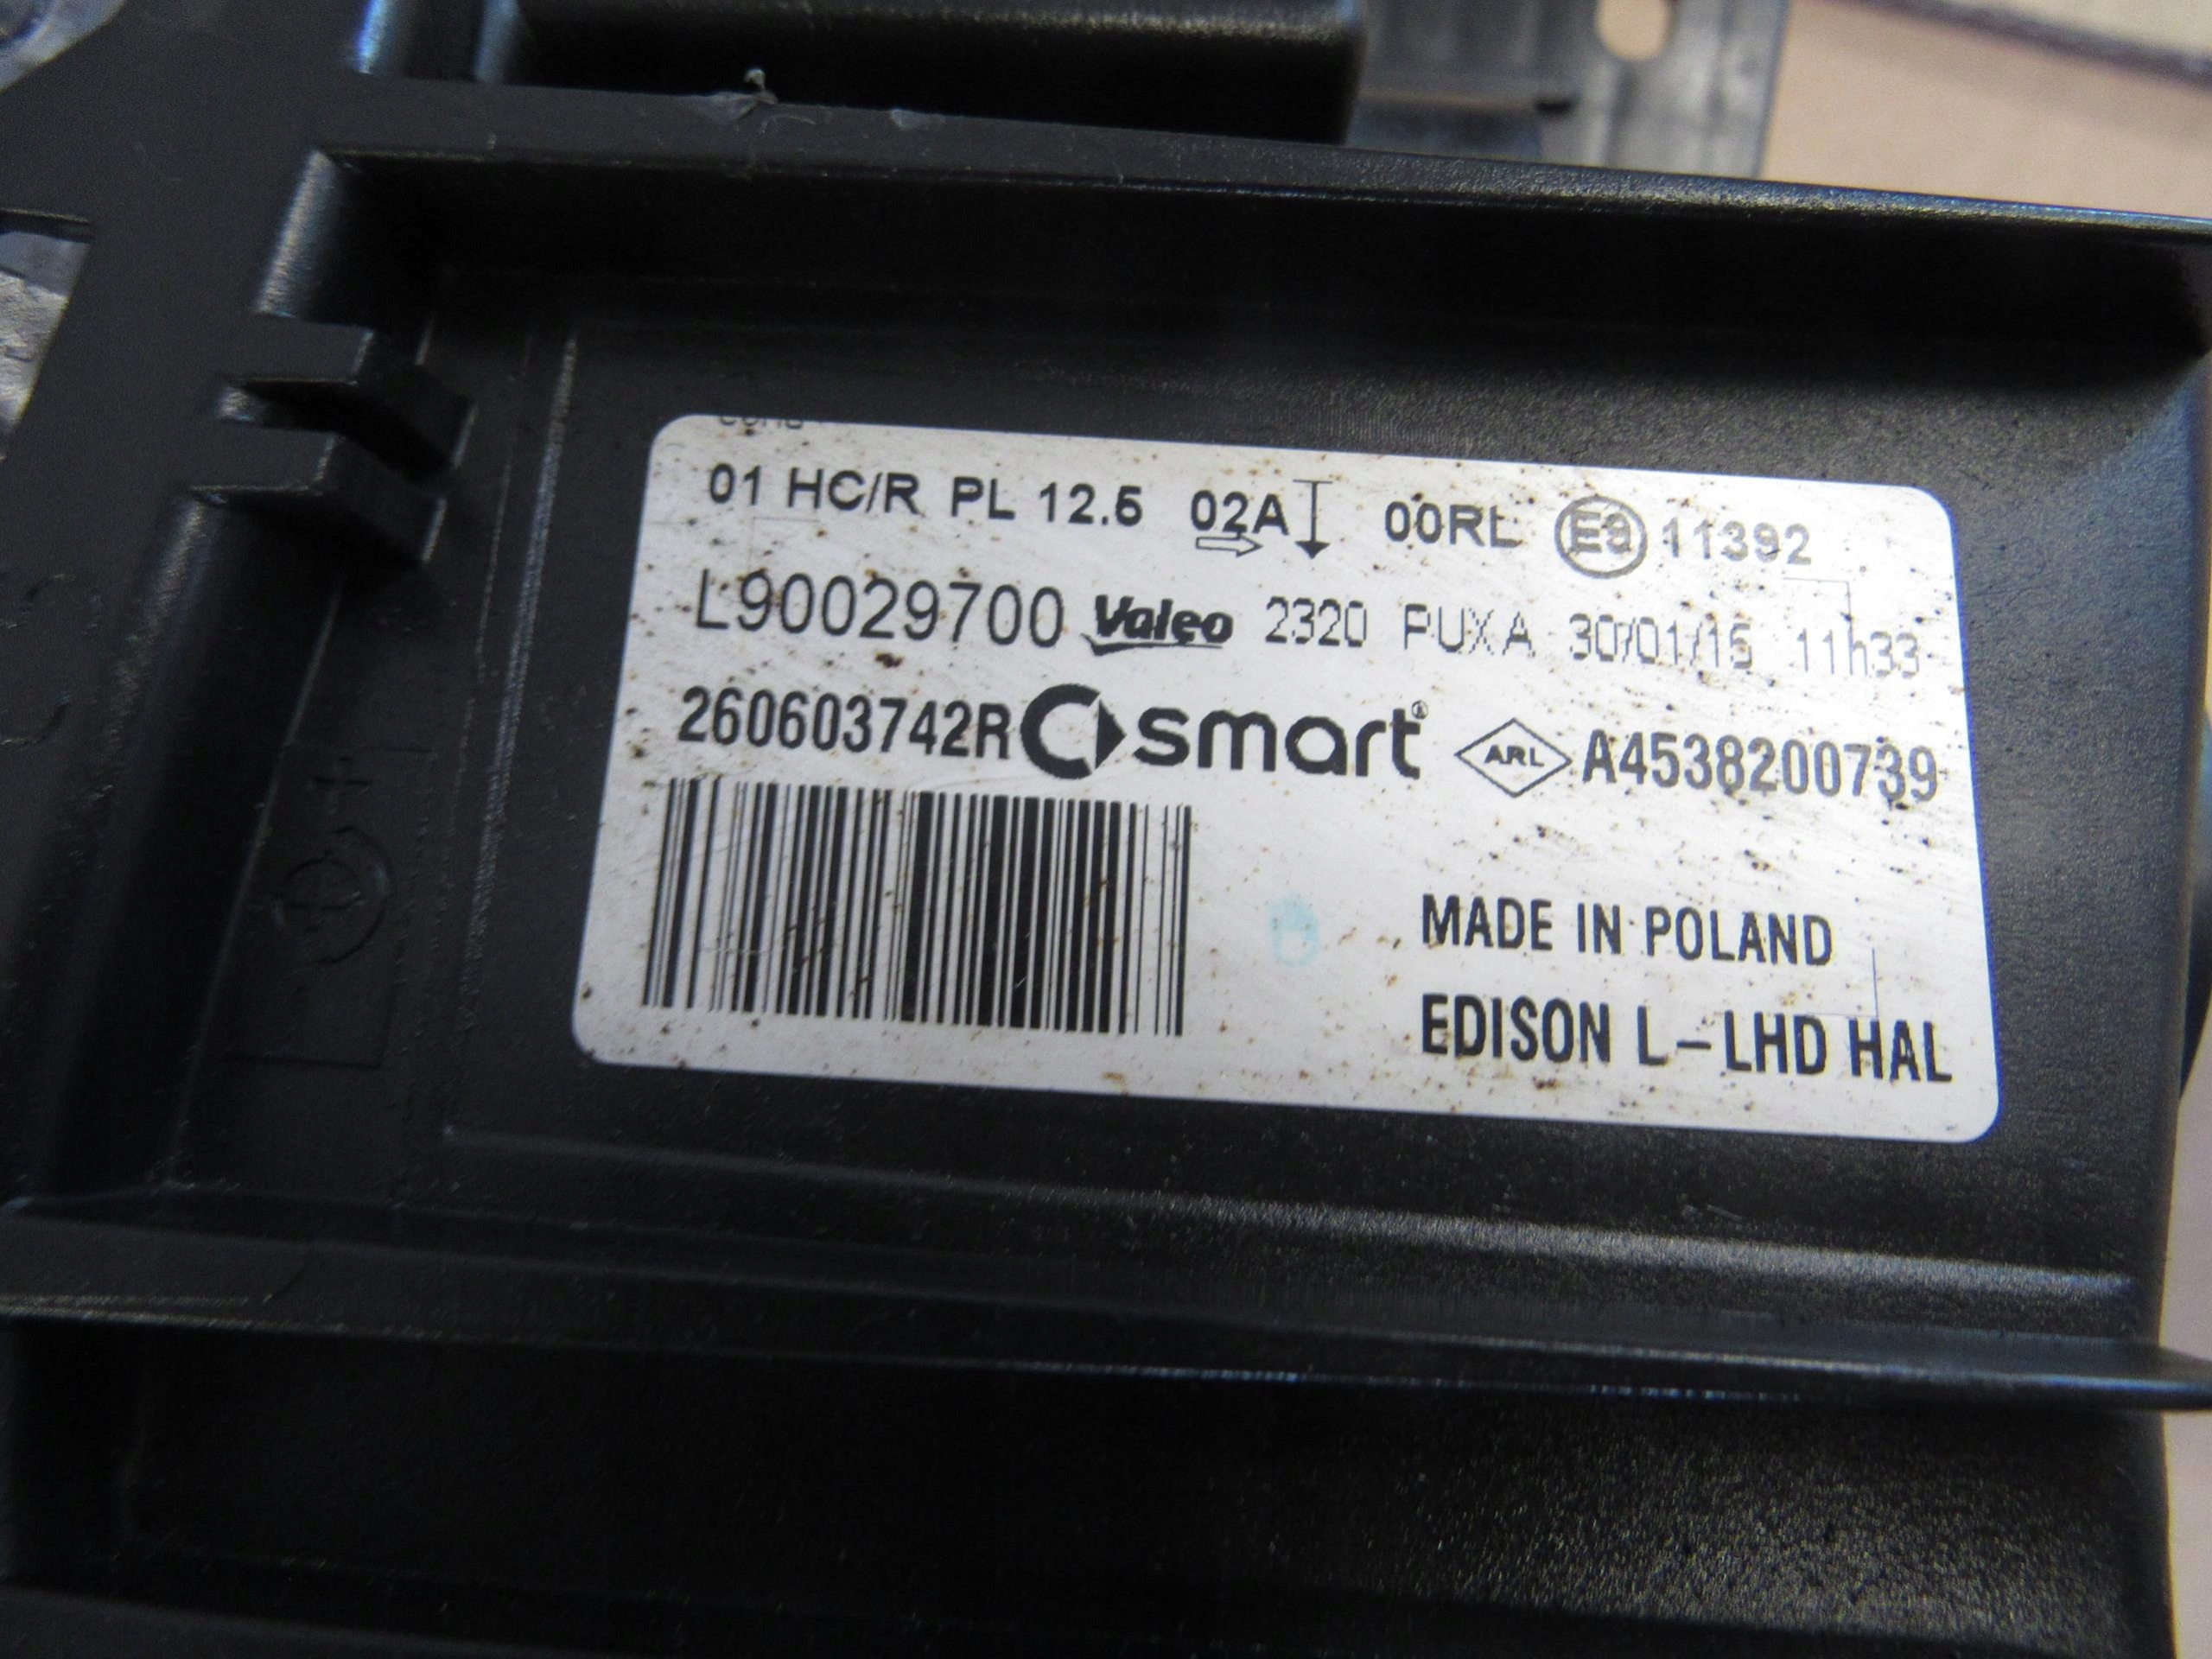 01 HC/R PL 12.5 02A 00RL E9 11392
L90029700 Valeo 2320 PUXA 30/01/15 11h33
260603742R smart® ARL A4538200739
MADE IN POLAND
EDISON L-LHD HAL